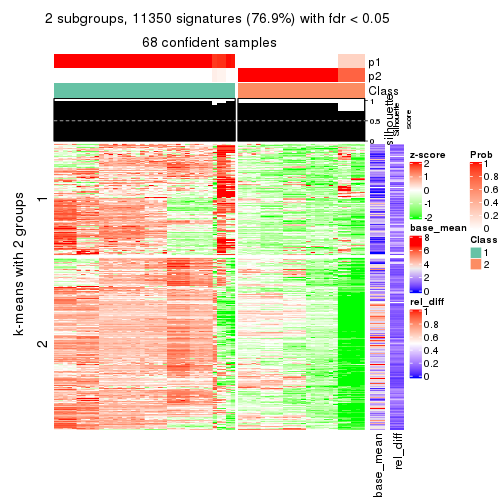 2 subgroups, 11350 signatures (76.9%) with fdr < 0.05
68 confident samples
p1
p2
Class
silhouette
Silhouette
score
1
0.5
0
k-means with 2 groups
1
2
base_mean
rel_diff
z-score
2
1
0
-1
-2
base_mean
8
6
4
2
0
rel_diff
1
0.8
0.6
0.4
0.2
0
Prob
1
0.8
0.6
0.4
0.2
0
Class
1
2